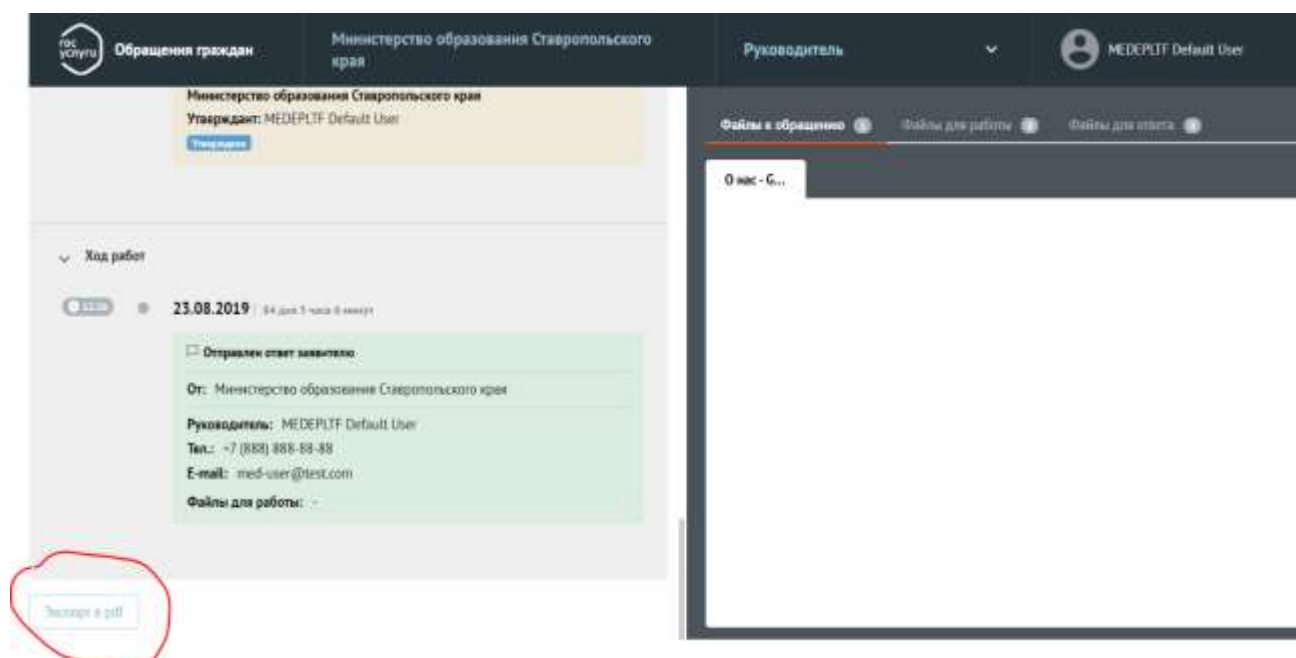 гос
услуги
Обращения граждан
Министерство образования Ставропольского
края
Руководитель
MEDEPLTF Default User
Министерство образования Ставропольского края
Утверждант: MEDEPLTF Default User
Утверждено
Файлы к обращению
Файлы для работы
Файлы для ответа
О нас - G...
Ход работ
23.08.2019
Отправлен ответ заявителю
От: Министерство образования Ставропольского края
Руководитель: MEDEPLTF Default User
Тел.: +7 (888) 888-88-88
E-mail: med-user@test.com
Файлы для работы: -
Экспорт в pdf